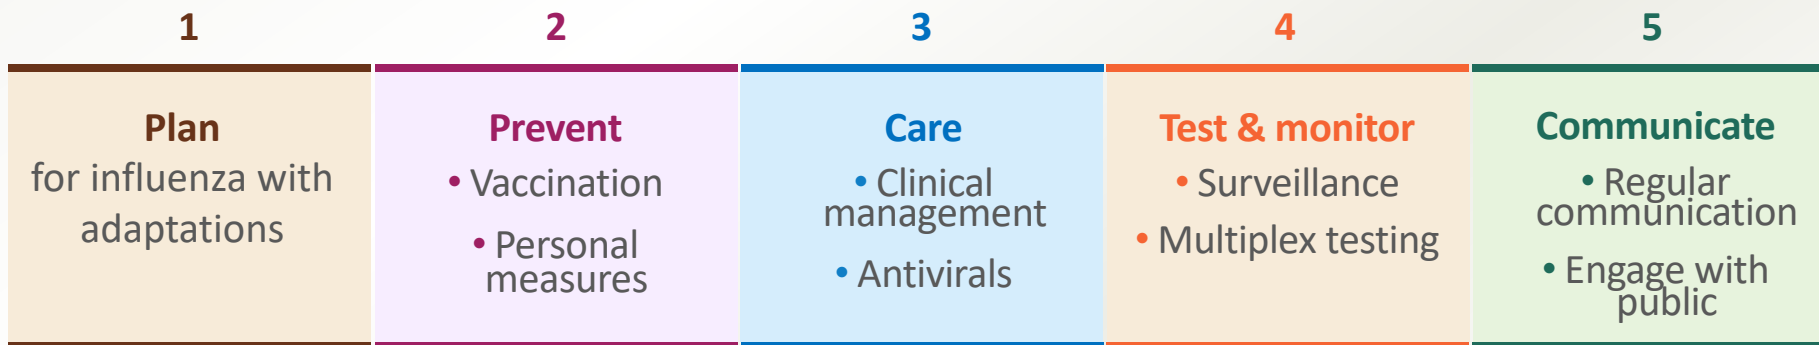 1
Plan
for influenza with
adaptations
2
Prevent
• Vaccination
• Personal
measures
3
Care
• Clinical
management
• Antivirals
4
Test & monitor
• Surveillance
• Multiplex testing
5
Communicate
• Regular
communication
• Engage with
public